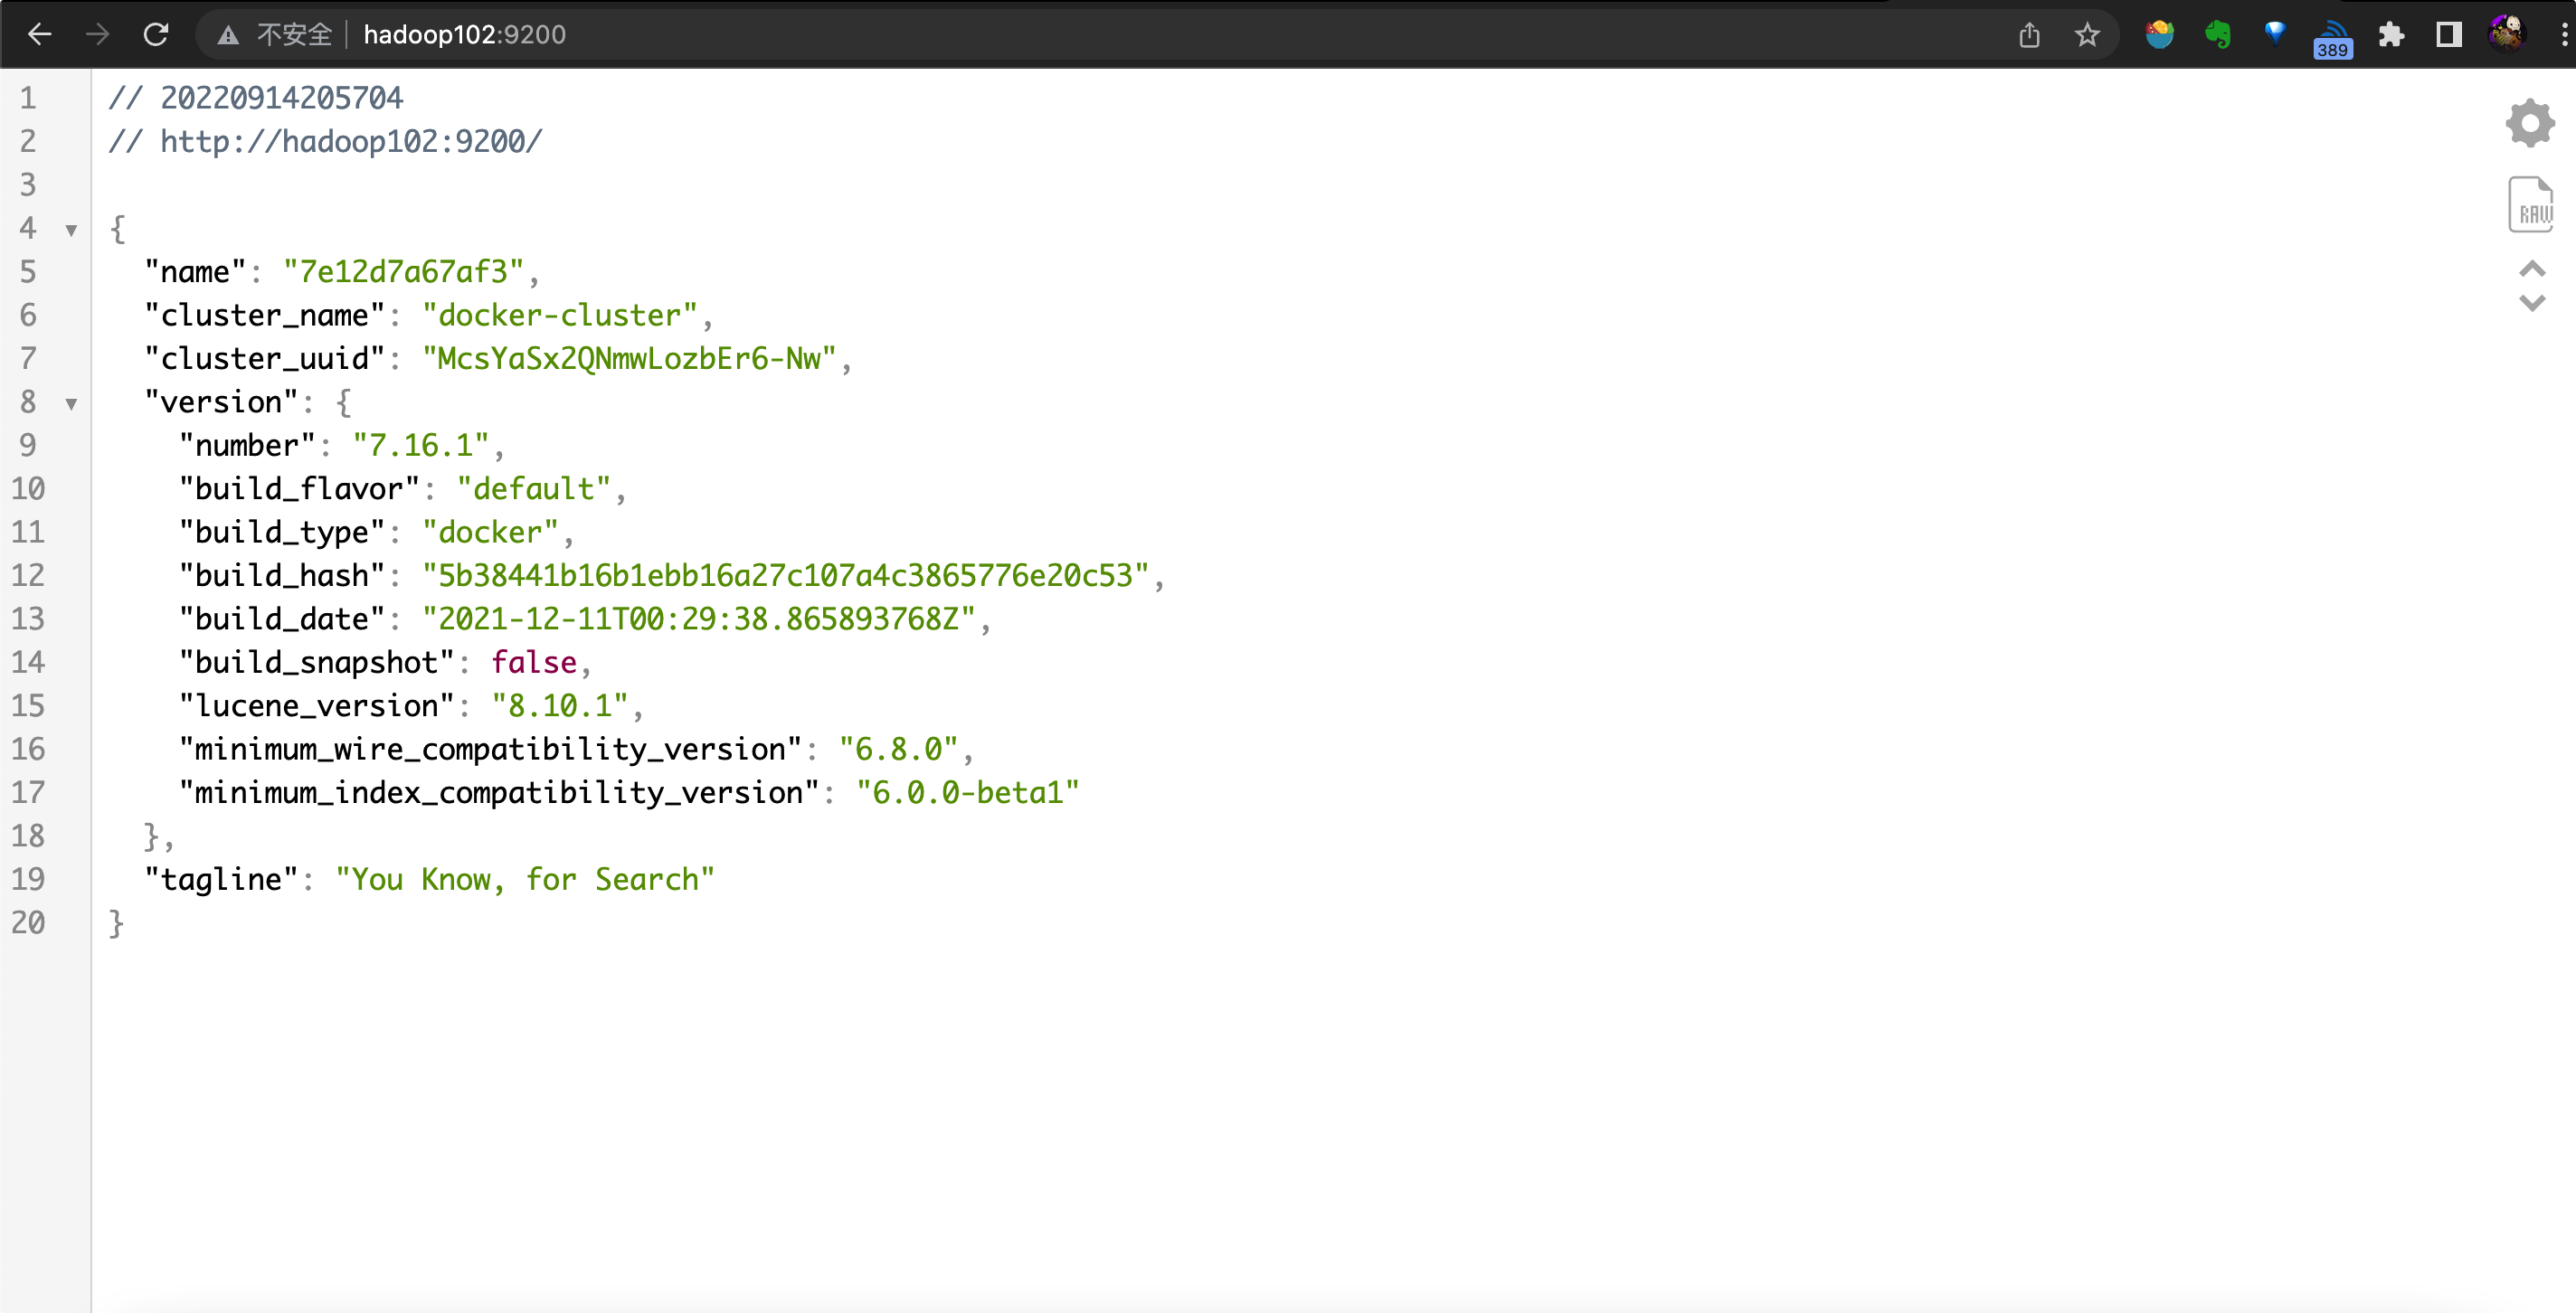 不安全 hadoop102:9200
389
1 // 20220914205704
2 // http://hadoop102:9200/
3
4 {
5 "name": "7e12d7a67af3",
6 "cluster_name": "docker-cluster",
7 "cluster_uuid": "McsYaSx2QNmwLozbEr6-Nw",
8 "version": {
9 "number": "7.16.1",
10 "build_flavor": "default",
11 "build_type": "docker",
12 "build_hash": "5b38441b16b1ebb16a27c107a4c3865776e20c53",
13 "build_date": "2021-12-11T00:29:38.865893768Z",
14 "build_snapshot": false,
15 "lucene_version": "8.10.1",
16 "minimum_wire_compatibility_version": "6.8.0",
17 "minimum_index_compatibility_version": "6.0.0-beta1"
18 },
19 "tagline": "You Know, for Search"
20 }
RAW